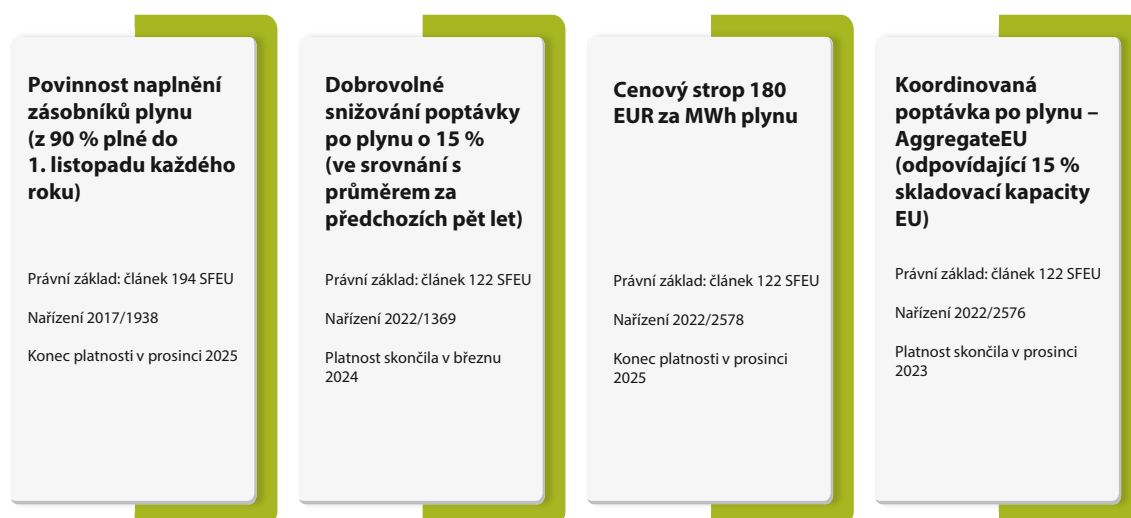 Povinnost naplnění
zásobníků plynu
(z 90 % plné do
1. listopadu každého
roku)
Právní základ: článek 194 SFEU
Nařízení 2017/1938
Konec platnosti v prosinci 2025
Dobrovolné
snižování poptávky
po plynu o 15 %
(ve srovnání s
průměrem za
předchozích pět let)
Právní základ: článek 122 SFEU
Nařízení 2022/1369
Platnost skončila v březnu
2024
Cenový strop 180
EUR za MWh plynu
Právní základ: článek 122 SFEU
Nařízení 2022/2578
Konec platnosti v prosinci
2025
Koordinovaná
poptávka po plynu –
AggregateEU
(odpovídající 15 %
skladovací kapacity
EU)
Právní základ: článek 122 SFEU
Nařízení 2022/2576
Platnost skončila v prosinci
2023